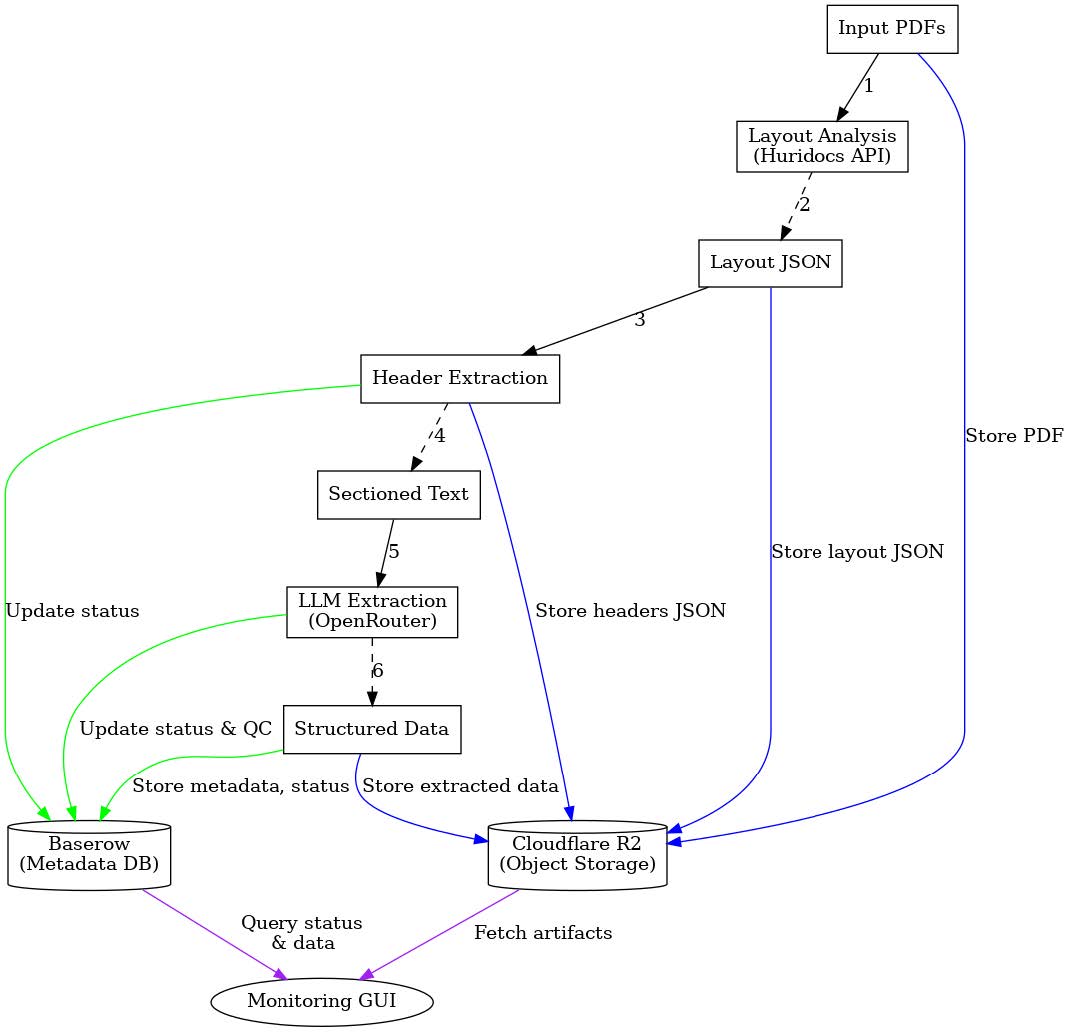 Input PDFs
1
Layout Analysis
(Huridocs API)
2
Layout JSON
3
Header Extraction
4
Store PDF
Sectioned Text
5
Store layout JSON
LLM Extraction
(OpenRouter)
Update status
Store headers JSON
6
Update status & QC
Structured Data
Store metadata, status
Store extracted data
Baserow
(Metadata DB)
Cloudflare R2
(Object Storage)
Query status
& data
Fetch artifacts
Monitoring GUI